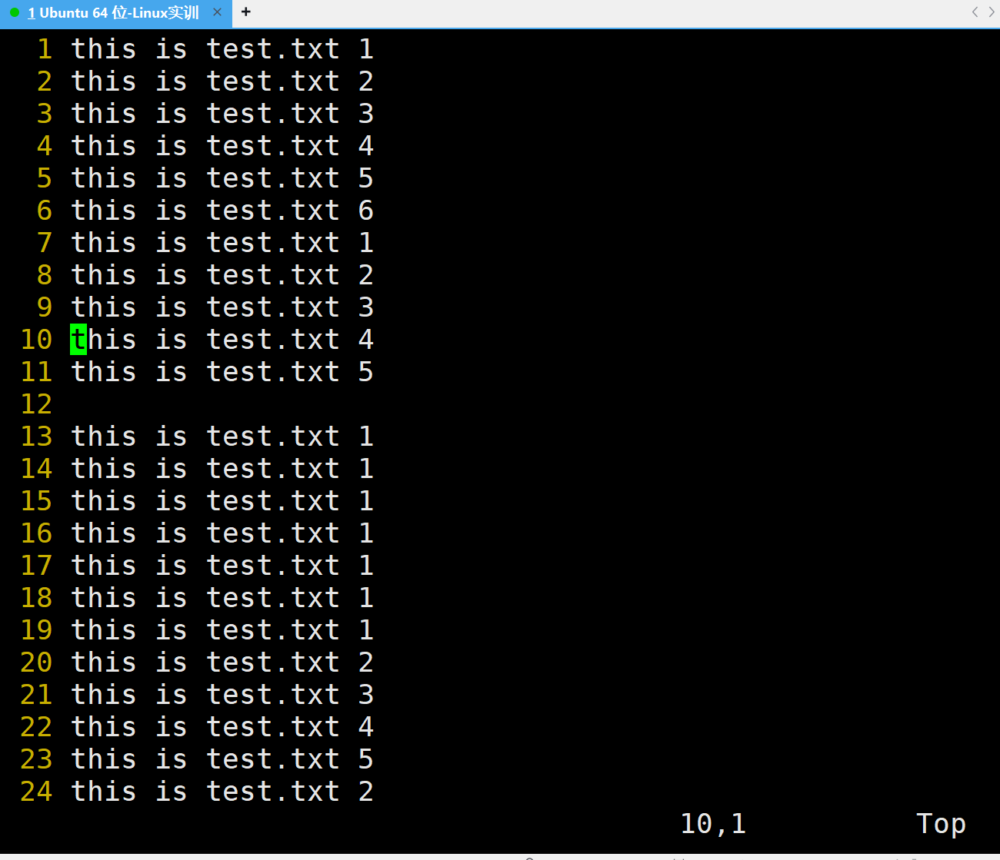 1 Ubuntu 64 位-Linux实训 × +
1 this is test.txt 1
2 this is test.txt 2
3 this is test.txt 3
4 this is test.txt 4
5 this is test.txt 5
6 this is test.txt 6
7 this is test.txt 1
8 this is test.txt 2
9 this is test.txt 3
10 this is test.txt 4
11 this is test.txt 5
12
13 this is test.txt 1
14 this is test.txt 1
15 this is test.txt 1
16 this is test.txt 1
17 this is test.txt 1
18 this is test.txt 1
19 this is test.txt 1
20 this is test.txt 2
21 this is test.txt 3
22 this is test.txt 4
23 this is test.txt 5
24 this is test.txt 2
10,1 Top